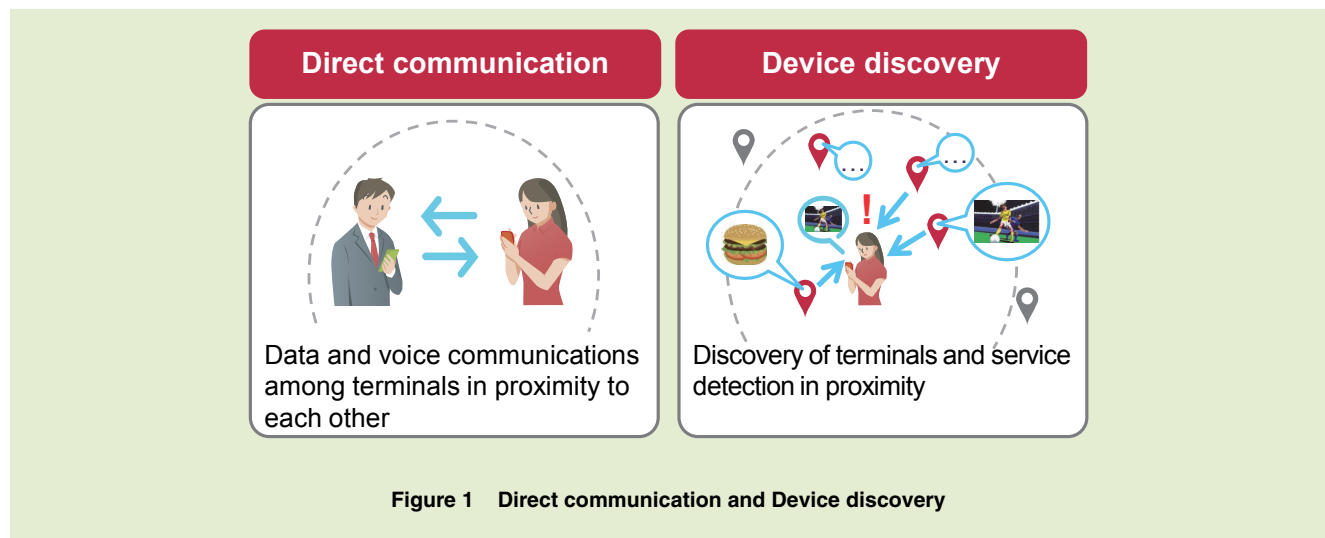 Direct communication
Data and voice communications
among terminals in proximity to
each other
Device discovery
...
...
!
Discovery of terminals and service
detection in proximity
Figure 1 Direct communication and Device discovery